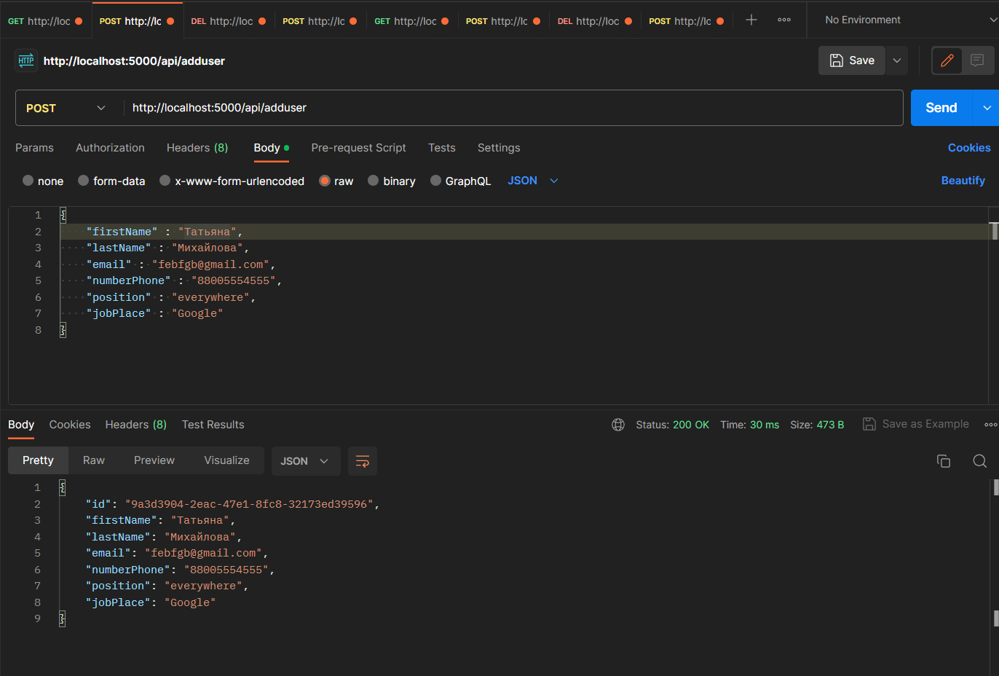 GET http://loc POST http://lc DEL http://loc POST http://lc GET http://loc POST http://lc DEL http://loc POST http://lc No Environment
HTTP http://localhost:5000/api/adduser Save
POST http://localhost:5000/api/adduser Send
Params Authorization Headers (8) Body Pre-request Script Tests Settings Cookies
none form-data x-www-form-urlencoded raw binary GraphQL JSON Beautify
1 {
2 "firstName" : "Татьяна",
3 "lastName" : "Михайлова",
4 "email" : "febfgb@gmail.com",
5 "numberPhone" : "88005554555",
6 "position" : "everywhere",
7 "jobPlace" : "Google"
8 }
Body Cookies Headers (8) Test Results Status: 200 OK Time: 30 ms Size: 473 B Save as Example
Pretty Raw Preview Visualize JSON
1 {
2 "id": "9a3d3904-2eac-47e1-8fc8-32173ed39596",
3 "firstName": "Татьяна",
4 "lastName": "Михайлова",
5 "email": "febfgb@gmail.com",
6 "numberPhone": "88005554555",
7 "position": "everywhere",
8 "jobPlace": "Google"
9 }